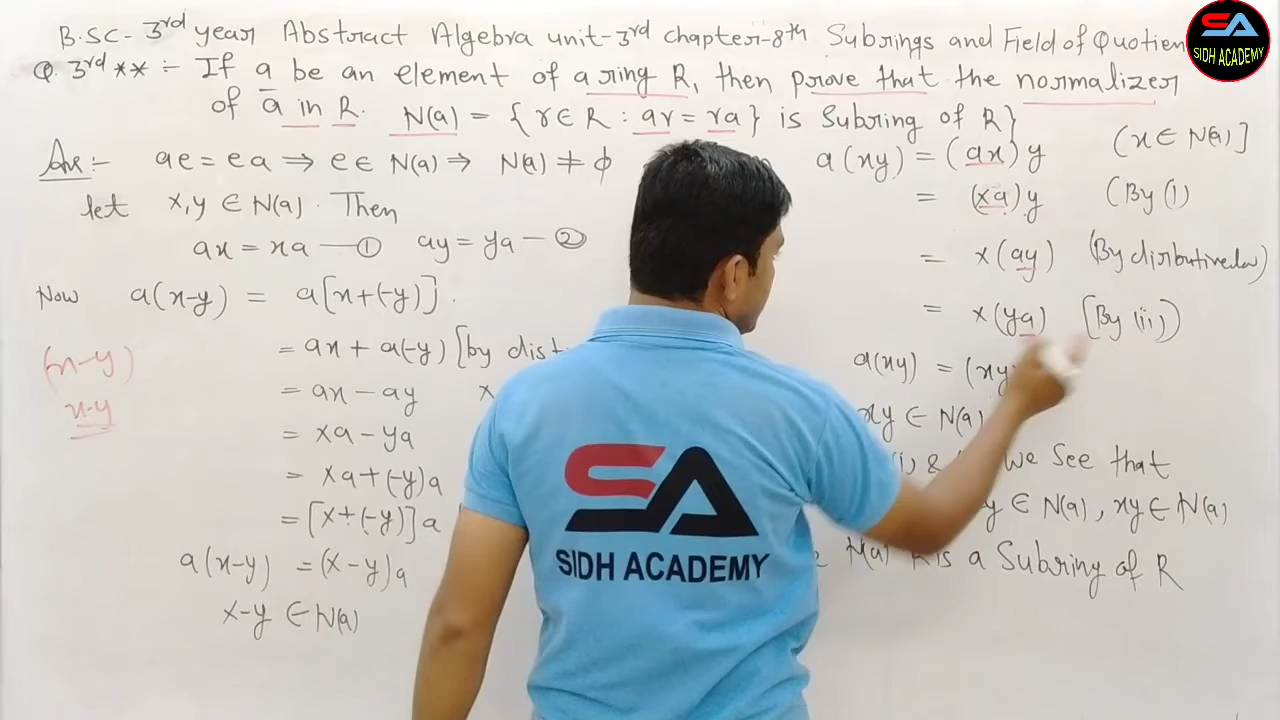 B.SC- 3rd year Abstract Algebra unit-3rd chapter-8th Subrings and Field of Quotien
SA
SIDH ACADEMY
Q. 3rd ** :- If a be an element of a ring R, then prove that the normalizer
of a in R. N(a) = { r ∈ R : ar = ra } is Subring of R}
Ans:- ae = ea ⇒ e ∈ N(a) ⇒ N(a) ≠ ϕ
let x, y ∈ N(a). Then
ax = xa — ① ay = ya — ②
Now a(x-y) = a[x+(-y)].
= ax + a(-y) [by dist
= ax - ay x
= xa - ya
= xa + (-y)a
= [x + (-y)]a
a(x-y) = (x-y)a
x-y ∈ N(a)
(x-y)
x-y
a(xy) = (ax)y (x ∈ N(a)]
= (xa)y (By (1)
= x(ay) (By distributive law)
= x(ya) [By (ii))
a(xy) = (xy
xy ∈ N(a)
(i) & we See that
y ∈ N(a), xy ∈ N(a)
N(a) R is a Subring of R
SA
SIDH ACADEMY